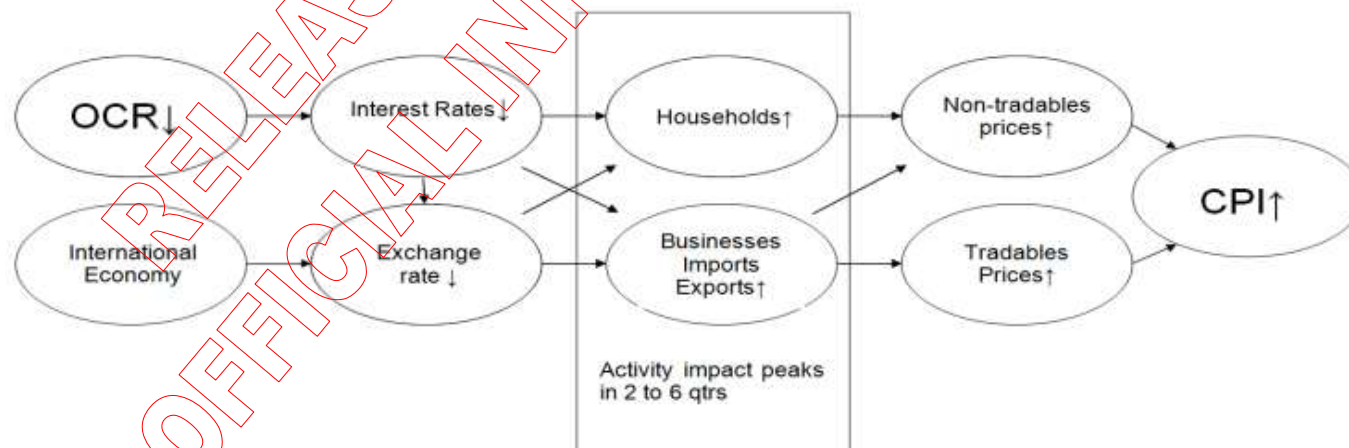 OCR↓
Interest Rates↓
Households↑
Non-tradables
prices↑
CPI↑
International
Economy
Exchange
rate ↓
Businesses
Imports
Exports↑
Tradables
Prices↑
Activity impact peaks
in 2 to 6 qtrs
OFFICIAL